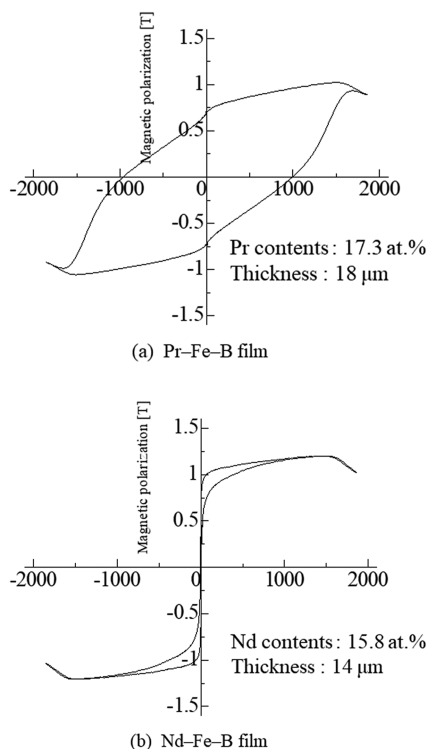 Magnetic polarization [T]
1.5
1
0.5
-2000 -1000 0 1000 2000
-0.5
-1
-1.5
Pr contents : 17.3 at.%
Thickness : 18 μm
(a) Pr–Fe–B film
Magnetic polarization [T]
1.5
1
0.5
-2000 -1000 0 1000 2000
-0.5
-1
-1.5
Nd contents : 15.8 at.%
Thickness : 14 μm
(b) Nd–Fe–B film